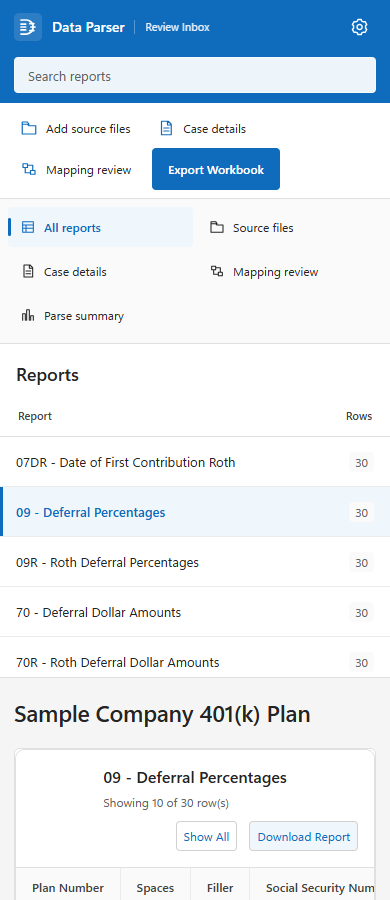 Data Parser Review Inbox
Search reports
Add source files Case details
Mapping review Export Workbook
All reports Source files
Case details Mapping review
Parse summary
Reports
Report Rows
07DR - Date of First Contribution Roth 30
09 - Deferral Percentages 30
09R - Roth Deferral Percentages 30
70 - Deferral Dollar Amounts 30
70R - Roth Deferral Dollar Amounts 30
Sample Company 401(k) Plan
09 - Deferral Percentages
Showing 10 of 30 row(s)
Show All Download Report
Plan Number Spaces Filler Social Security Num